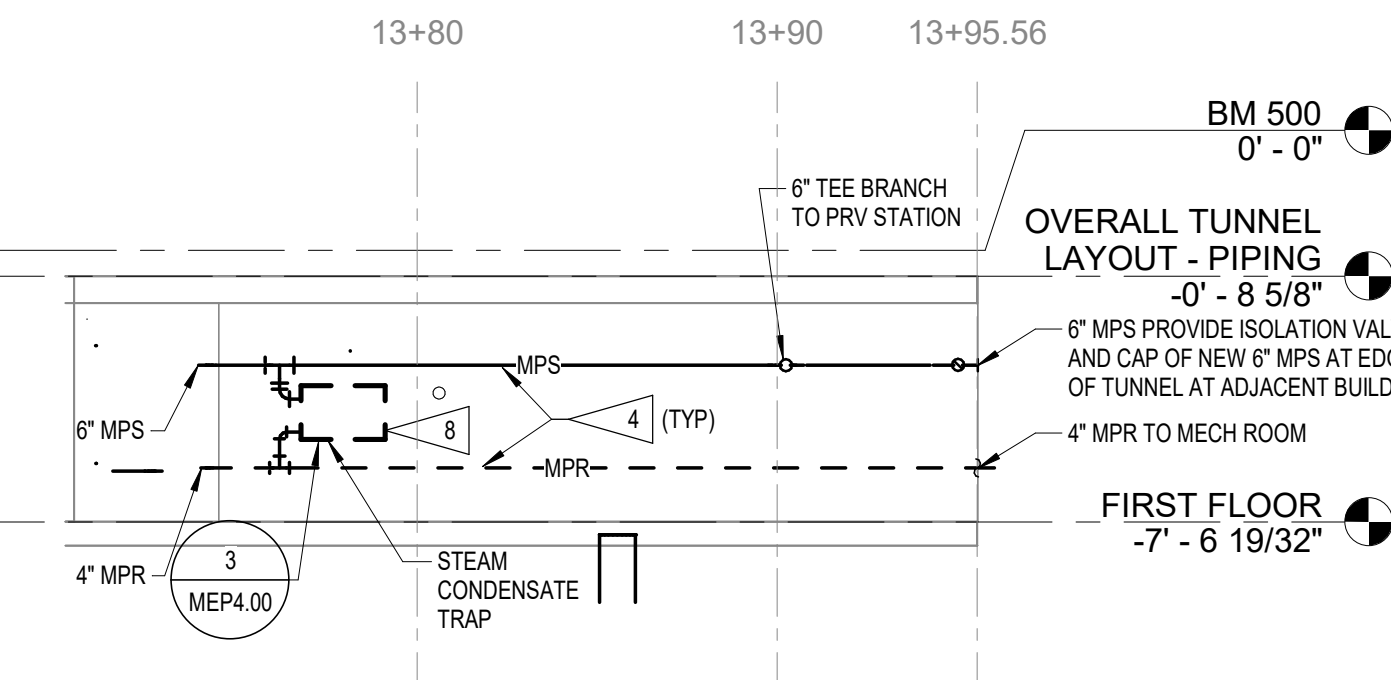 13+80
13+90
13+95.56
BM 500
0' - 0"
6" TEE BRANCH
TO PRV STATION
OVERALL TUNNEL
LAYOUT - PIPING
-0' - 8 5/8"
6" MPS PROVIDE ISOLATION VAL
AND CAP OF NEW 6" MPS AT EDG
OF TUNNEL AT ADJACENT BUILD
MPS
6" MPS
8
4
(TYP)
4" MPR TO MECH ROOM
MPR
FIRST FLOOR
-7' - 6 19/32"
4" MPR
3
MEP4.00
STEAM
CONDENSATE
TRAP